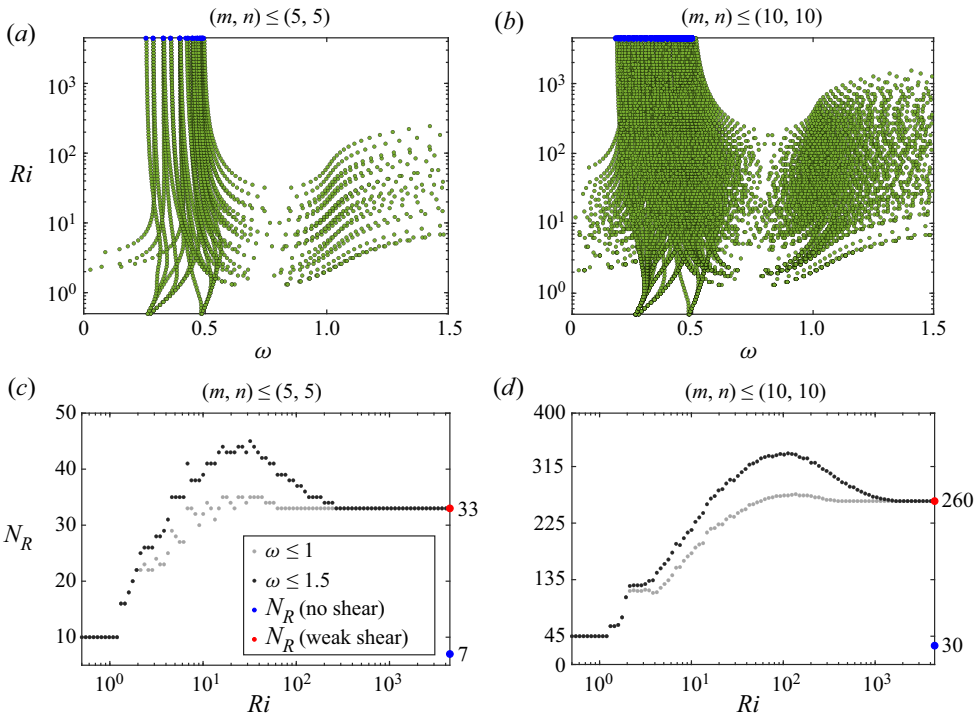 (a)
(m, n) ≤ (5, 5)
10³
10²
10¹
10⁰
Ri
0
0.5
1.0
1.5
ω
(b)
(m, n) ≤ (10, 10)
10³
10²
10¹
10⁰
0
0.5
1.0
1.5
ω
(c)
(m, n) ≤ (5, 5)
50
40
30
20
10
N_R
33
7
ω ≤ 1
ω ≤ 1.5
N_R (no shear)
N_R (weak shear)
10⁰
10¹
10²
10³
Ri
(d)
(m, n) ≤ (10, 10)
400
315
225
135
45
0
260
30
10⁰
10¹
10²
10³
Ri